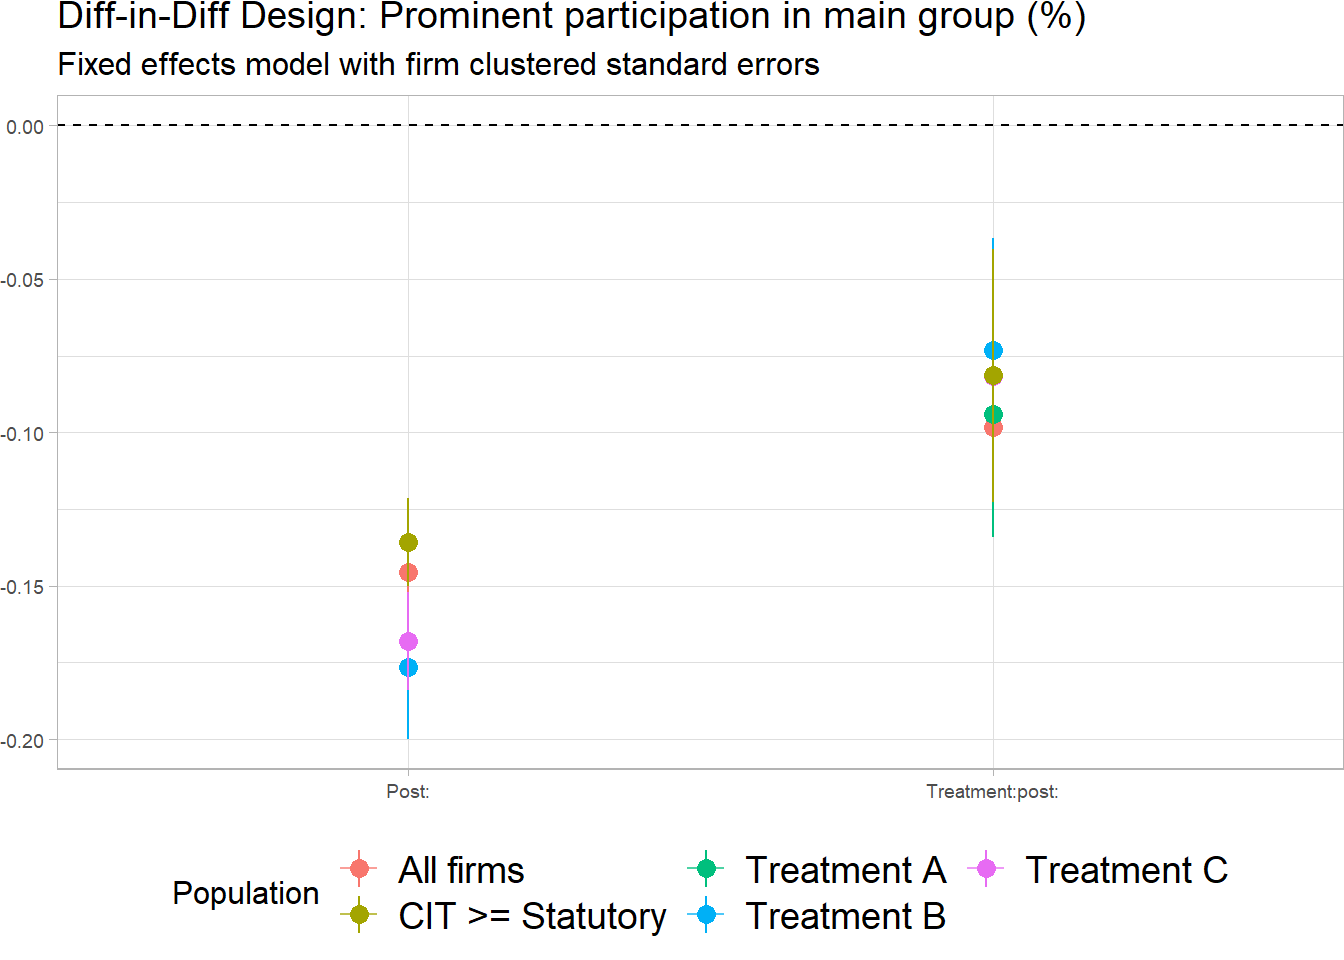 Diff-in-Diff Design: Prominent participation in main group (%)
Fixed effects model with firm clustered standard errors
0.00
-0.05
-0.10
-0.15
-0.20
Post:
Treatment:post:
Population
All firms
CIT >= Statutory
Treatment A
Treatment B
Treatment C